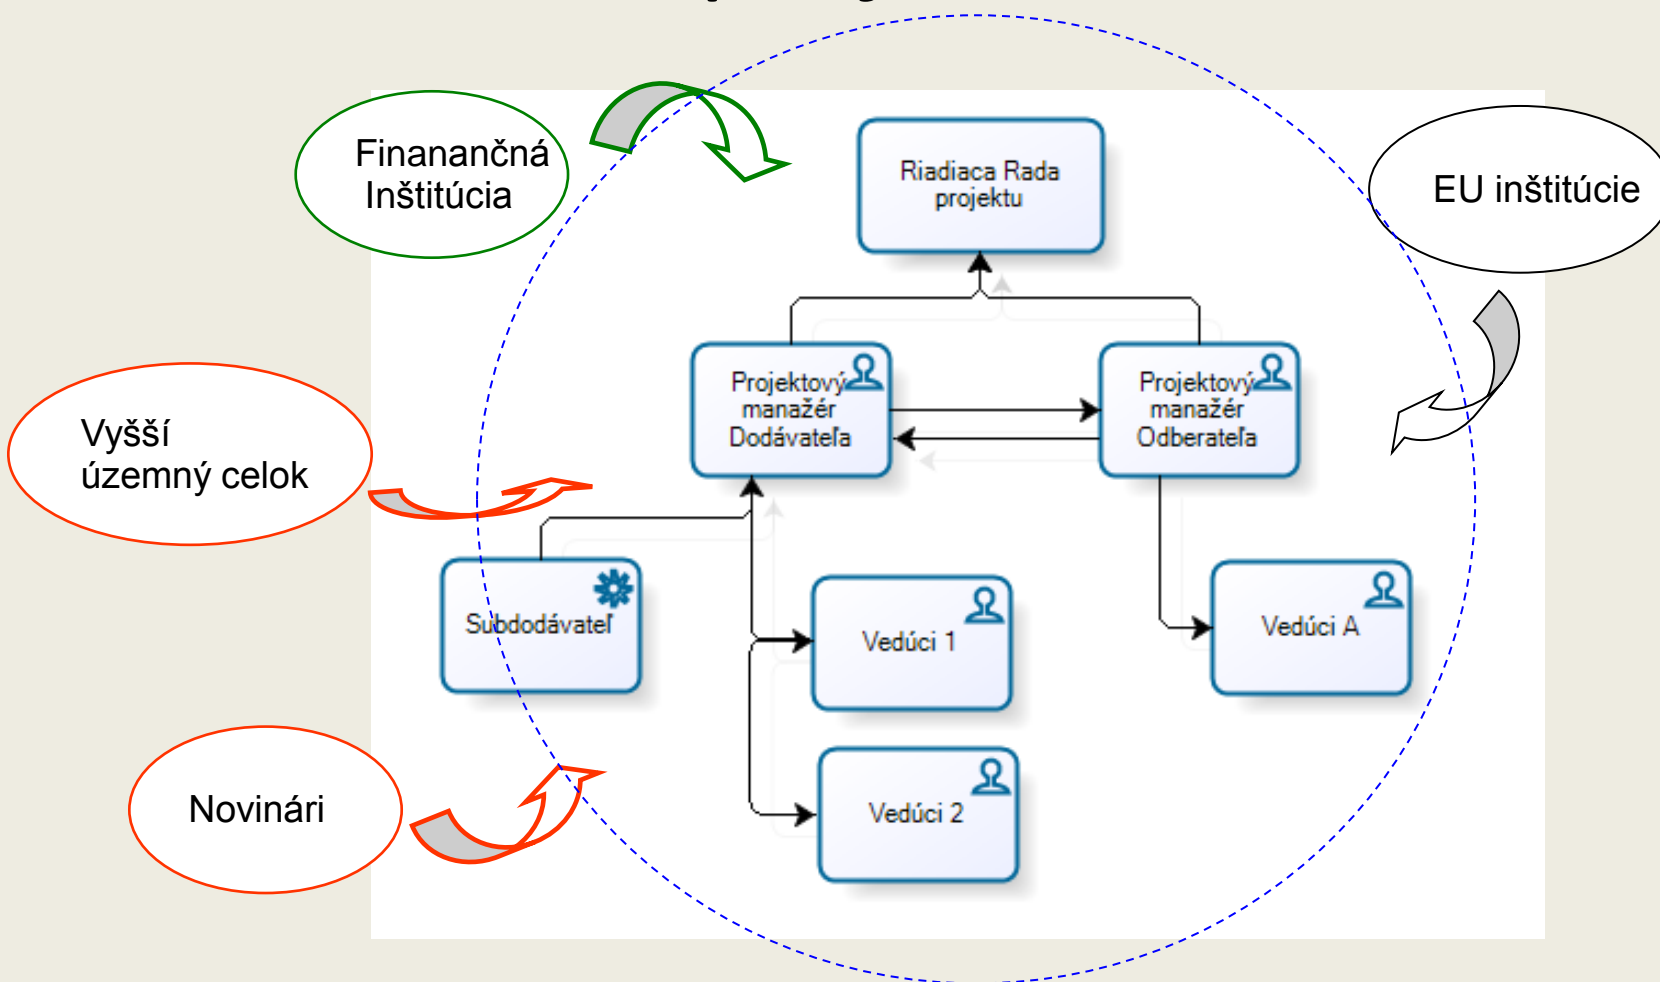 Finanančná
Inštitúcia
Riadiaca Rada
projektu
EU inštitúcie
Projektový
manažér
Dodávateľa
Projektový
manažér
Odberateľa
Vyšší
územný celok
Subdodávateľ
Vedúci 1
Vedúci A
Novinári
Vedúci 2